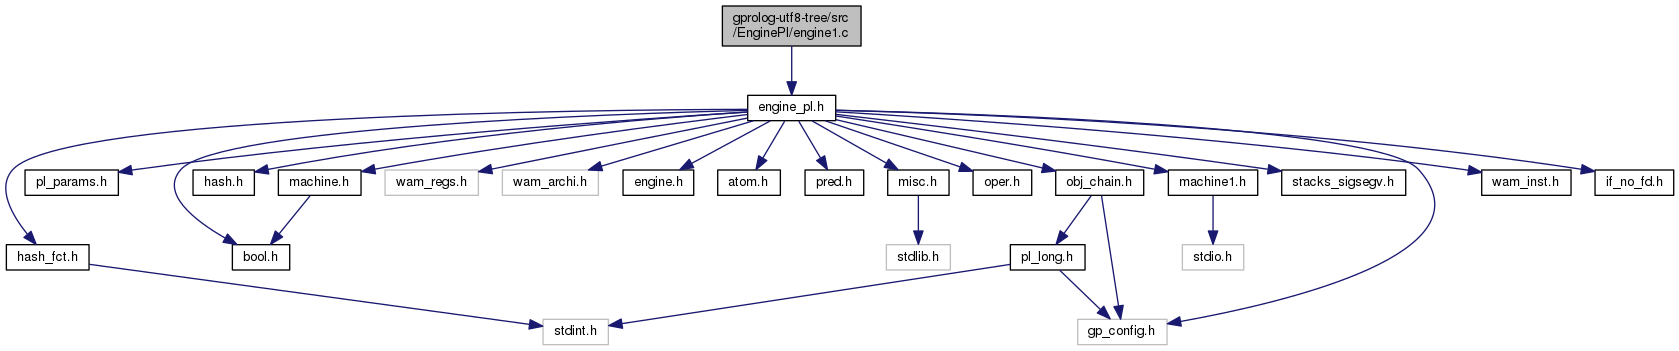 gprolog-utf8-tree/src
/EnginePl/engine1.c
engine_pl.h
pl_params.h
hash.h
machine.h
wam_regs.h
wam_archi.h
engine.h
atom.h
pred.h
misc.h
oper.h
obj_chain.h
machine1.h
stacks_sigsegv.h
wam_inst.h
if_no_fd.h
hash_fct.h
bool.h
stdlib.h
pl_long.h
stdio.h
stdint.h
gp_config.h